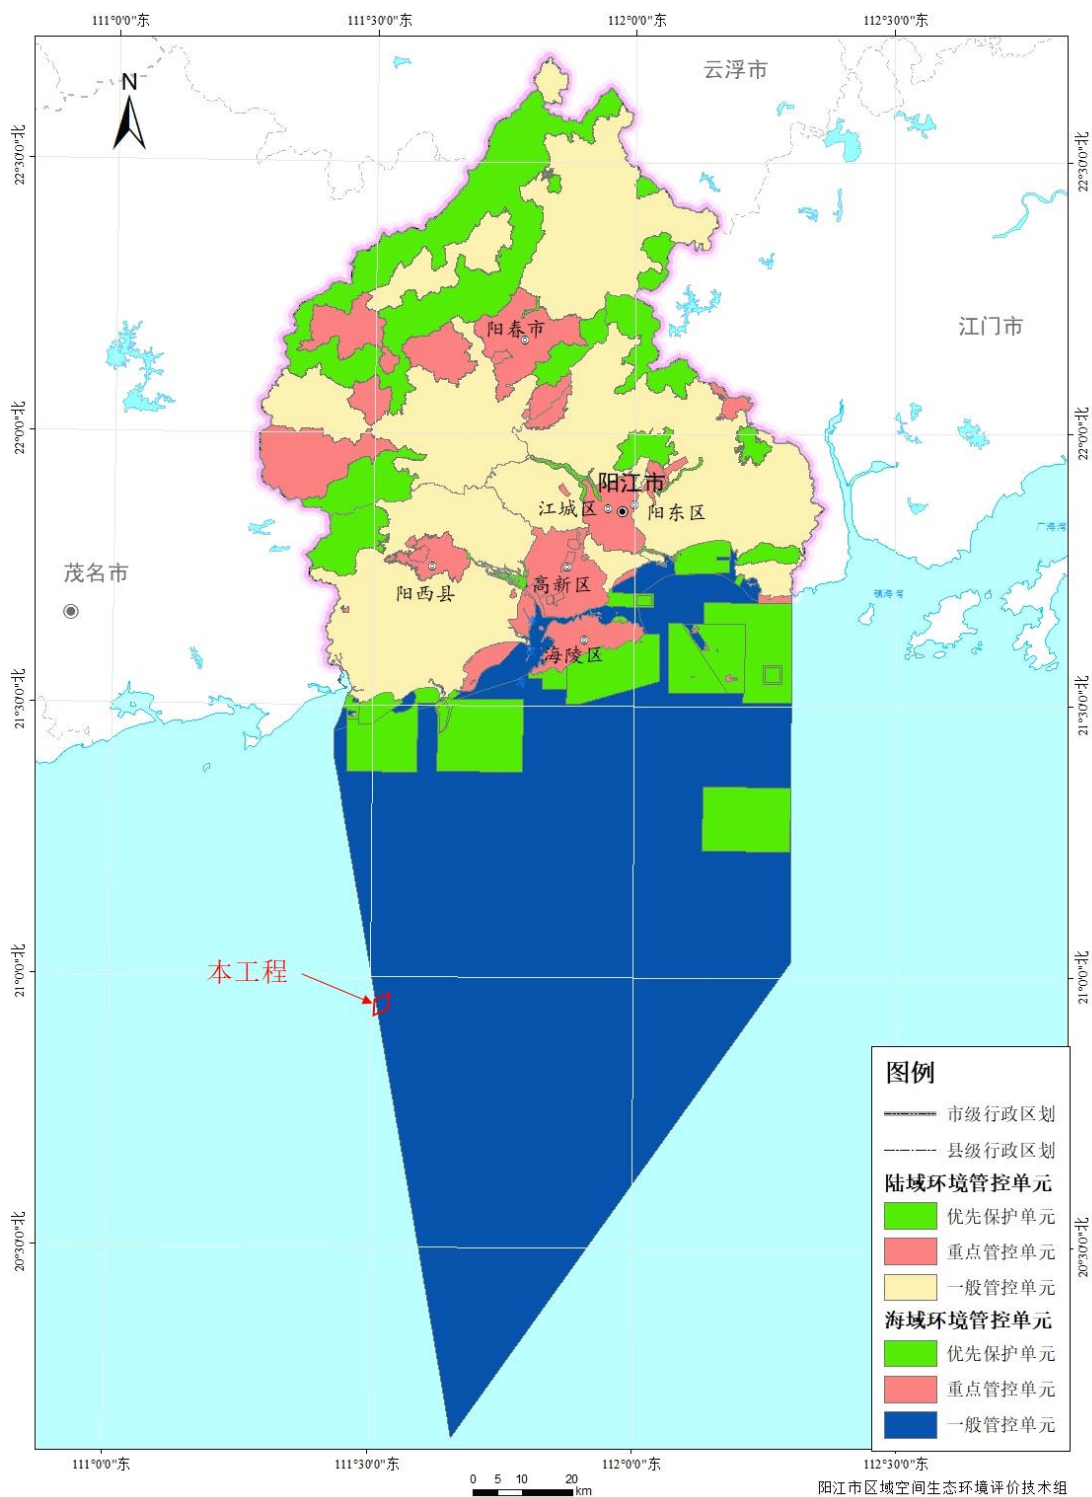 111°0'0"东
111°30'0"东
112°0'0"东
112°30'0"东
N
云浮市
22°30'0"北
22°30'0"北
江门市
阳春市
22°0'0"北
22°0'0"北
阳江市
江城区
阳东区
广海湾
茂名市
阳西县
高新区
镇海湾
海陵区
21°30'0"北
21°30'0"北
本工程
21°0'0"北
21°0'0"北
图例
市级行政区划
县级行政区划
陆域环境管控单元
优先保护单元
重点管控单元
一般管控单元
海域环境管控单元
优先保护单元
重点管控单元
一般管控单元
20°30'0"北
20°30'0"北
111°0'0"东
111°30'0"东
112°0'0"东
112°30'0"东
0 5 10 20
km
阳江市区域空间生态环境评价技术组